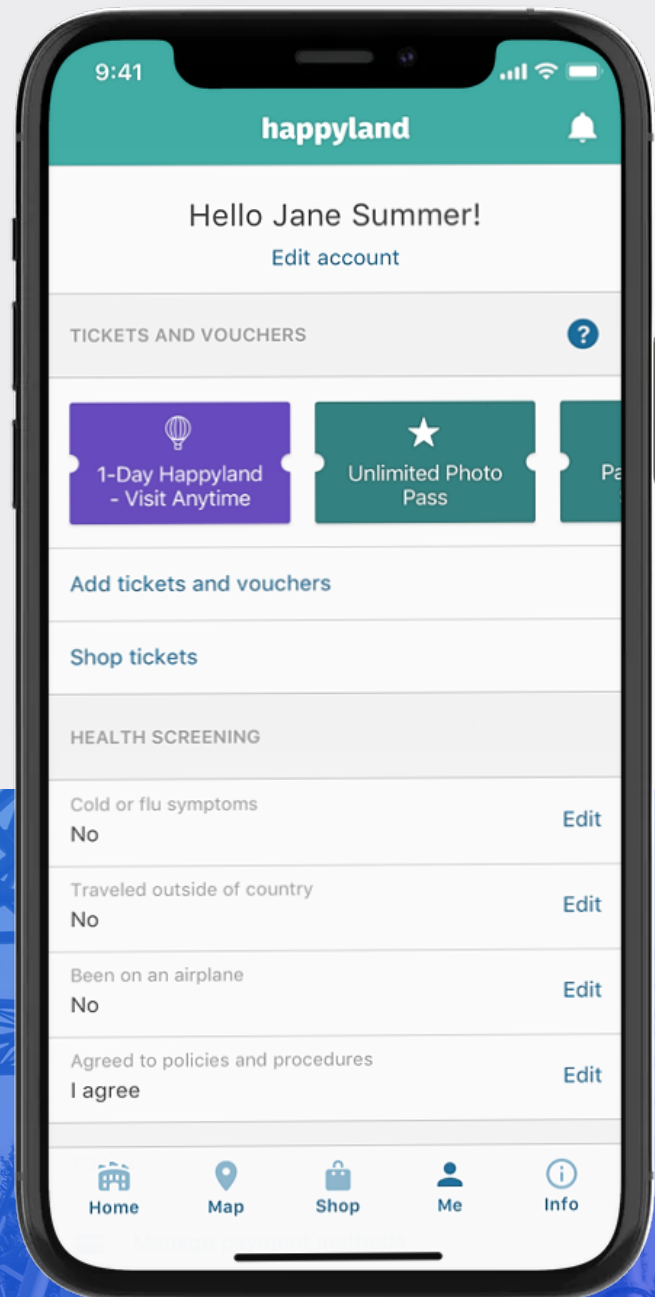 9:41
happyland
Hello Jane Summer!
Edit account
TICKETS AND VOUCHERS
?
1-Day Happyland
- Visit Anytime
Unlimited Photo
Pass
Add tickets and vouchers
Shop tickets
HEALTH SCREENING
Cold or flu symptoms
No
Edit
Traveled outside of country
No
Edit
Been on an airplane
No
Edit
Agreed to policies and procedures
I agree
Edit
Home
Map
Shop
Me
Info